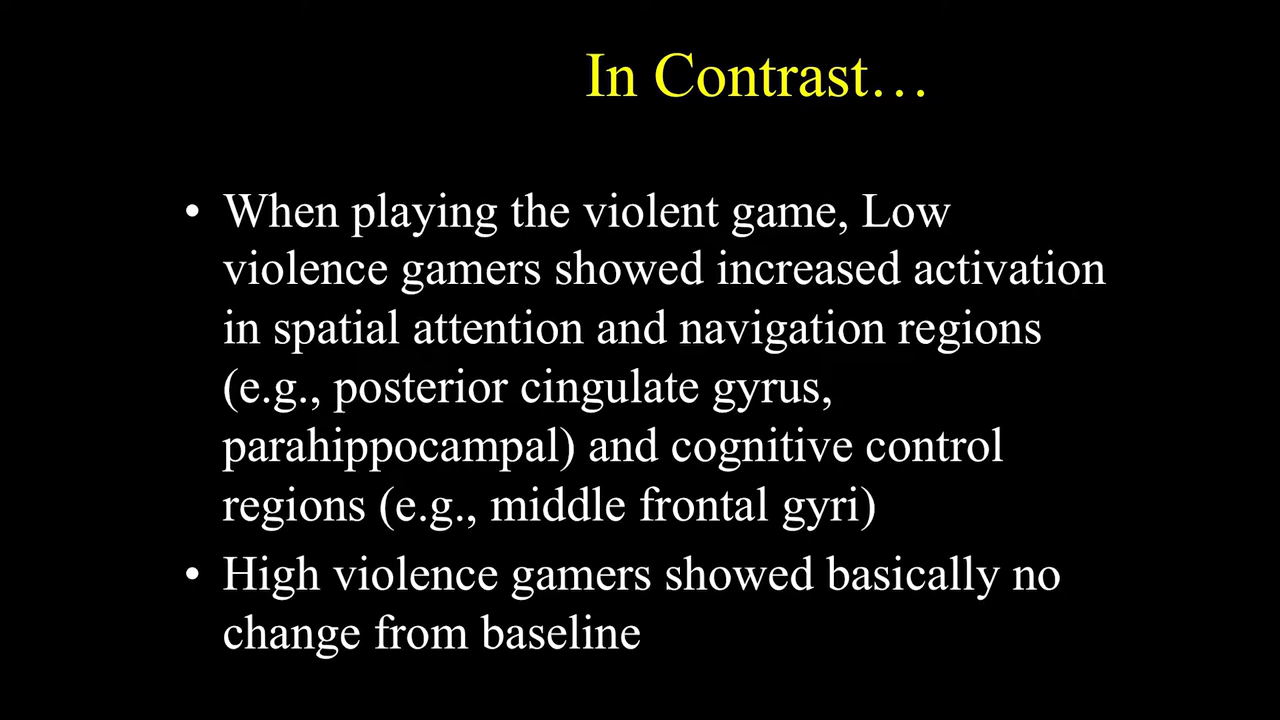 In Contrast…
• When playing the violent game, Low
violence gamers showed increased activation
in spatial attention and navigation regions
(e.g., posterior cingulate gyrus,
parahippocampal) and cognitive control
regions (e.g., middle frontal gyri)
• High violence gamers showed basically no
change from baseline